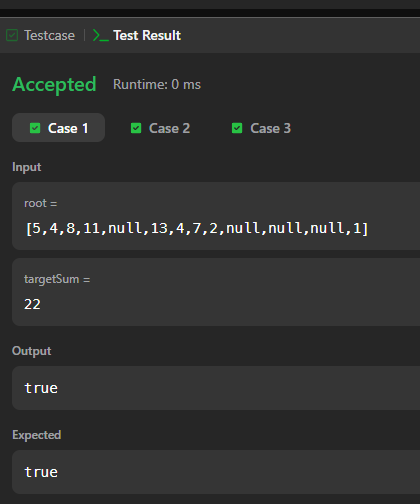 Testcase
Test Result
Accepted Runtime: 0 ms
Case 1 Case 2 Case 3
Input
root =
[5,4,8,11,null,13,4,7,2,null,null,null,1]
targetSum =
22
Output
true
Expected
true